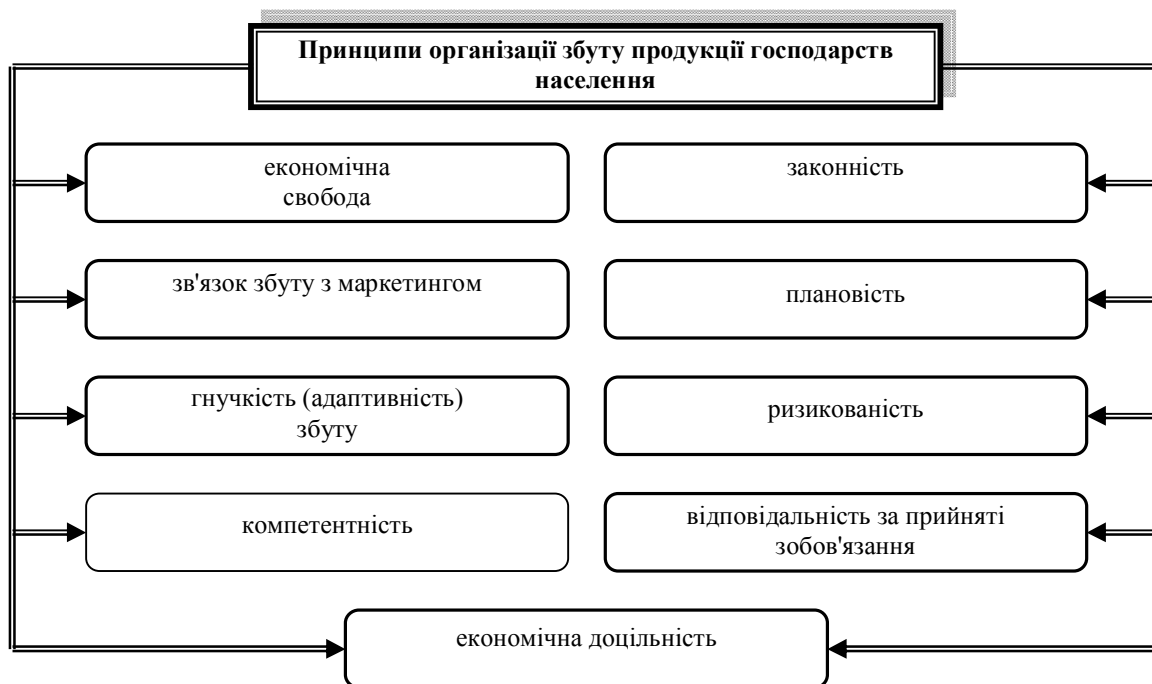 Принципи організації збуту продукції господарств
населення
економічна
свобода
законність
зв'язок збуту з маркетингом
плановість
гнучкість (адаптивність)
збуту
ризикованість
компетентність
відповідальність за прийняті
зобов'язання
економічна доцільність